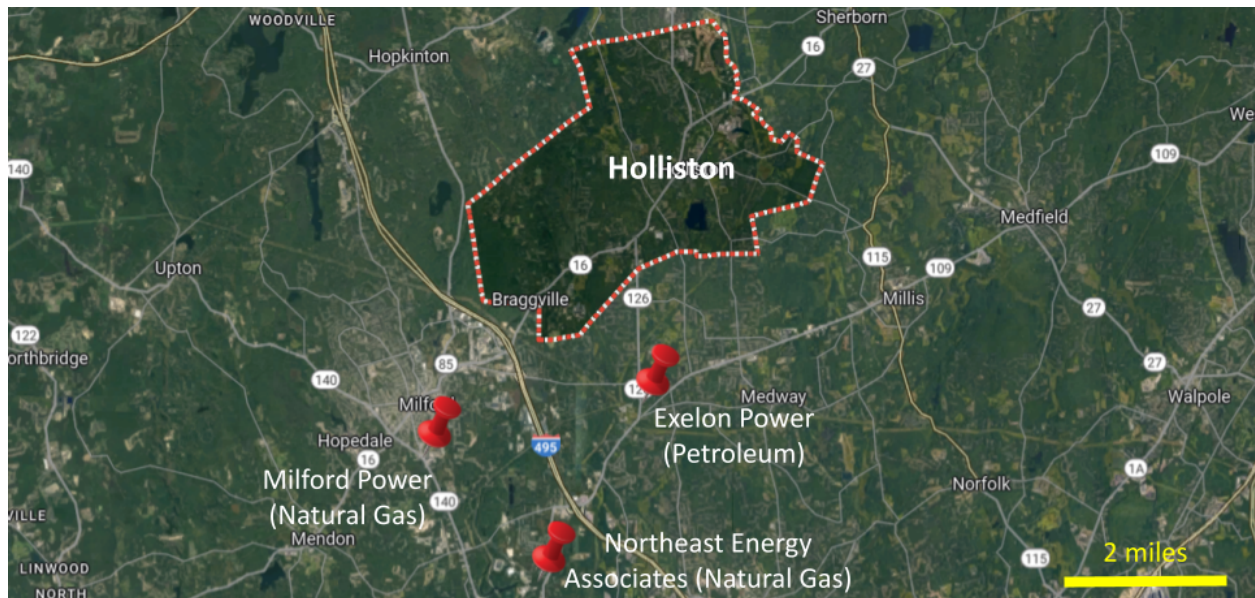 WOODVILLE
Sherborn
Hopkinton
16
27
We
140
Holliston
109
Medfield
Upton
16
115
109
126
Braggville
Millis
27
122
orthbridge
85
140
27
Milford
Medway
Walpole
Exelon Power
(Petroleum)
Hopedale
495
16
1A
Milford Power
(Natural Gas)
140
Norfolk
VILLE
Mendon
Northeast Energy
Associates (Natural Gas)
2 miles
115
LINWOOD
NORTH